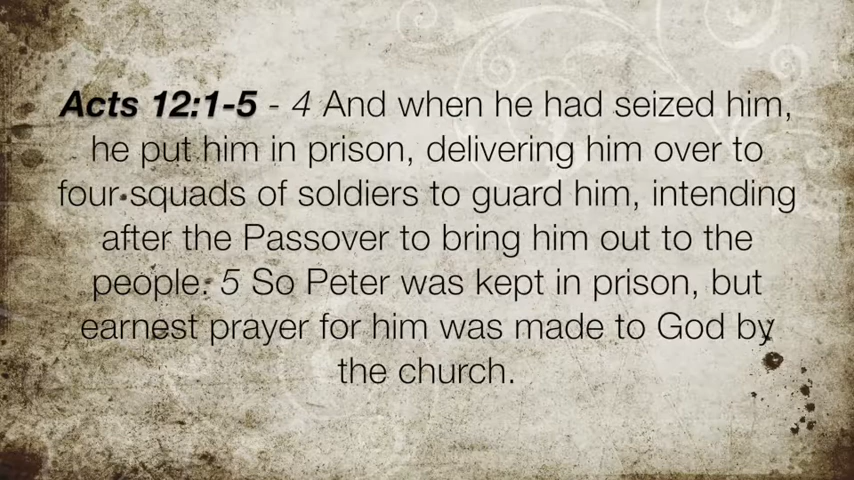 Acts 12:1-5 - 4 And when he had seized him,
he put him in prison, delivering him over to
four squads of soldiers to guard him, intending
after the Passover to bring him out to the
people. 5 So Peter was kept in prison, but
earnest prayer for him was made to God by
the church.